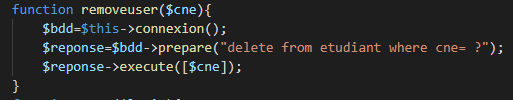 function removeuser($cne){
$bdd=$this->connexion();
$reponse=$bdd->prepare("delete from etudiant where cne= ?");
$reponse->execute([$cne]);
}